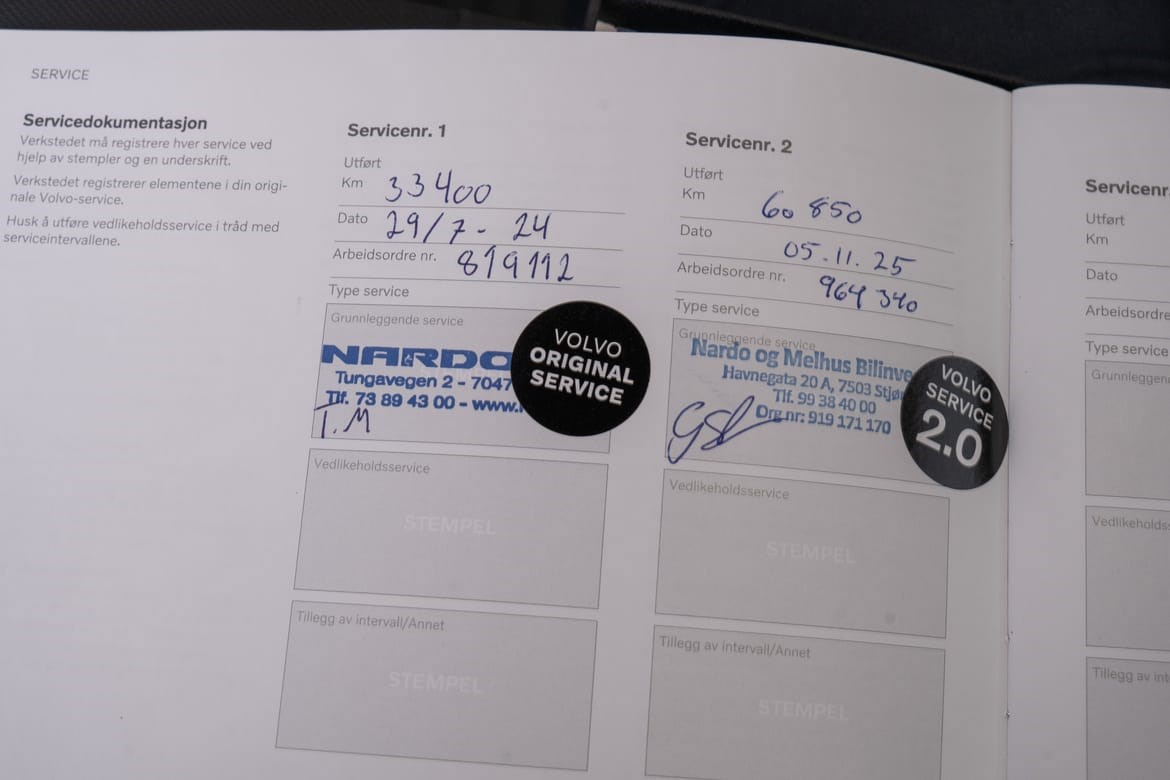 SERVICE
Servicedokumentasjon
Verkstedet må registrere hver service ved
hjelp av stempler og en underskrift.
Verkstedet registrerer elementene i din origi-
nale Volvo-service.
Husk å utføre vedlikeholdsservice i tråd med
serviceintervallene.
Servicenr. 1
Utført
Km 33400
Dato 29/7 - 24
Arbeidsordre nr. 819112
Type service
Grunnleggende service
NARDO
Tungavegen 2 - 7047
Tlf. 73 89 43 00 - www.
T.M
VOLVO
ORIGINAL
SERVICE
Vedlikeholdsservice
STEMPEL
Tillegg av intervall/Annet
STEMPEL
Servicenr. 2
Utført
Km 60 850
Dato 05.11.25
Arbeidsordre nr. 964 340
Type service
Grunnleggende service
Nardo og Melhus Bilinve
Havnegata 20 A, 7503 Stjø
Tlf. 99 38 40 00
Org nr: 919 171 170
VOLVO
SERVICE
2.0
Vedlikeholdsservice
STEMPEL
Tillegg av intervall/Annet
STEMPEL
Servicenr
Utført
Km
Dato
Arbeidsordre
Type service
Grunnleggen
Vedlikeholds
Tillegg av int